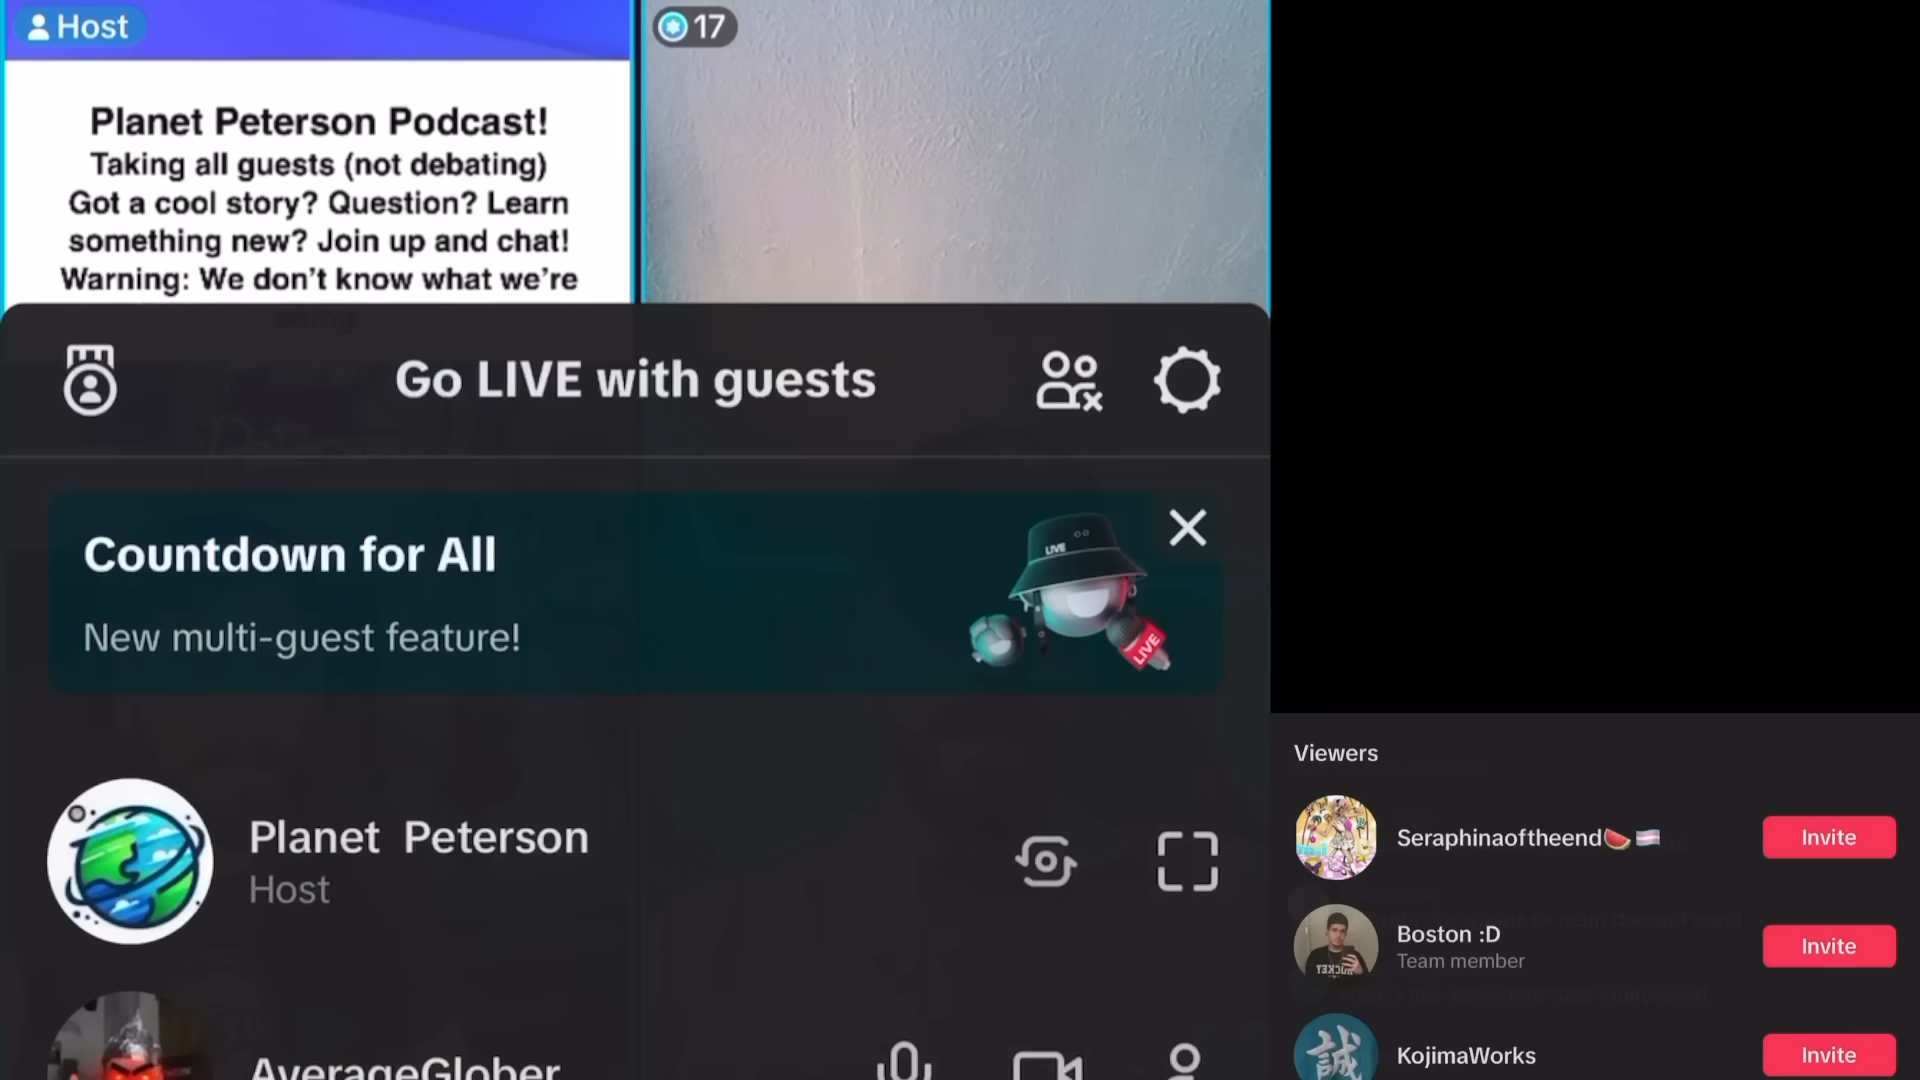 Host
17
Planet Peterson Podcast!
Taking all guests (not debating)
Got a cool story? Question? Learn
something new? Join up and chat!
Warning: We don't know what we're
doing.
Go LIVE with guests
Countdown for All
New multi-guest feature!
LIVE
LIVE
Planet Peterson
Host
AverageGlober
Viewers
Seraphinaoftheend🍉🏳️‍⚧️
Invite
Boston :D
Team member
Invite
誠
KojimaWorks
Invite